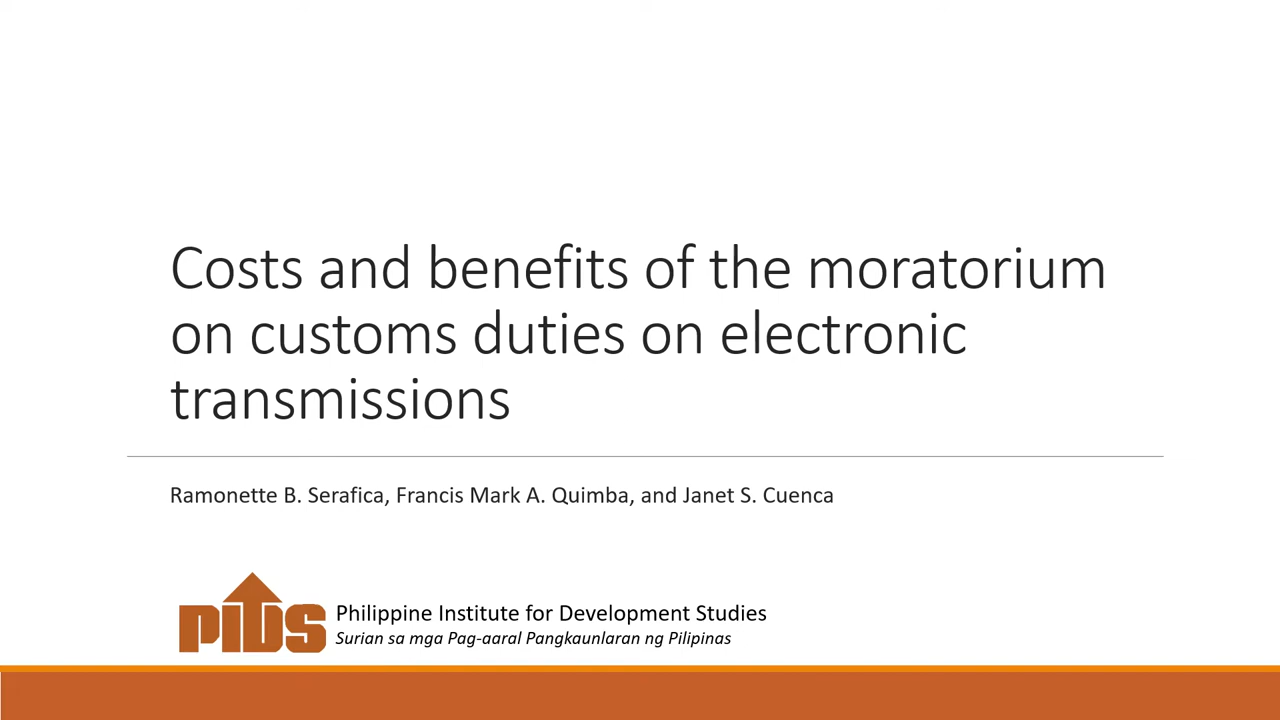 Costs and benefits of the moratorium
on customs duties on electronic
transmissions
Ramonette B. Serafica, Francis Mark A. Quimba, and Janet S. Cuenca
PIDS
Philippine Institute for Development Studies
Surian sa mga Pag-aaral Pangkaunlaran ng Pilipinas